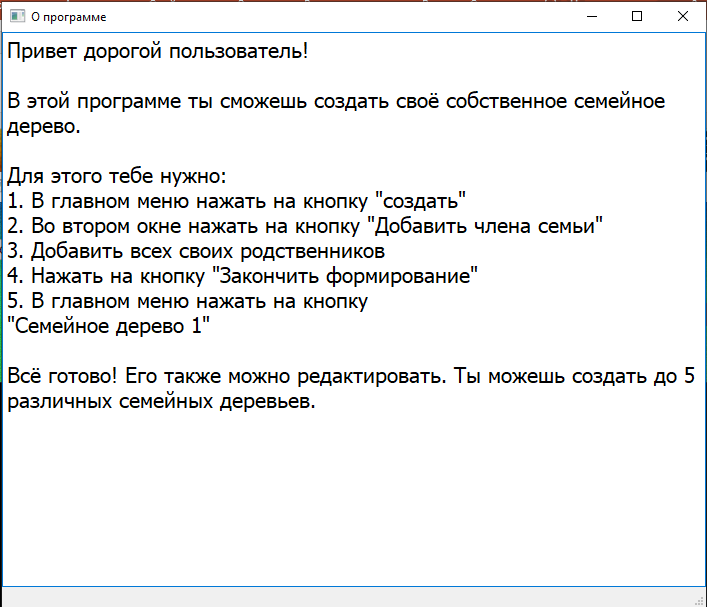 О программе
Привет дорогой пользователь!
В этой программе ты сможешь создать своё собственное семейное
дерево.
Для этого тебе нужно:
1. В главном меню нажать на кнопку "создать"
2. Во втором окне нажать на кнопку "Добавить члена семьи"
3. Добавить всех своих родственников
4. Нажать на кнопку "Закончить формирование"
5. В главном меню нажать на кнопку
"Семейное дерево 1"
Всё готово! Его также можно редактировать. Ты можешь создать до 5
различных семейных деревьев.